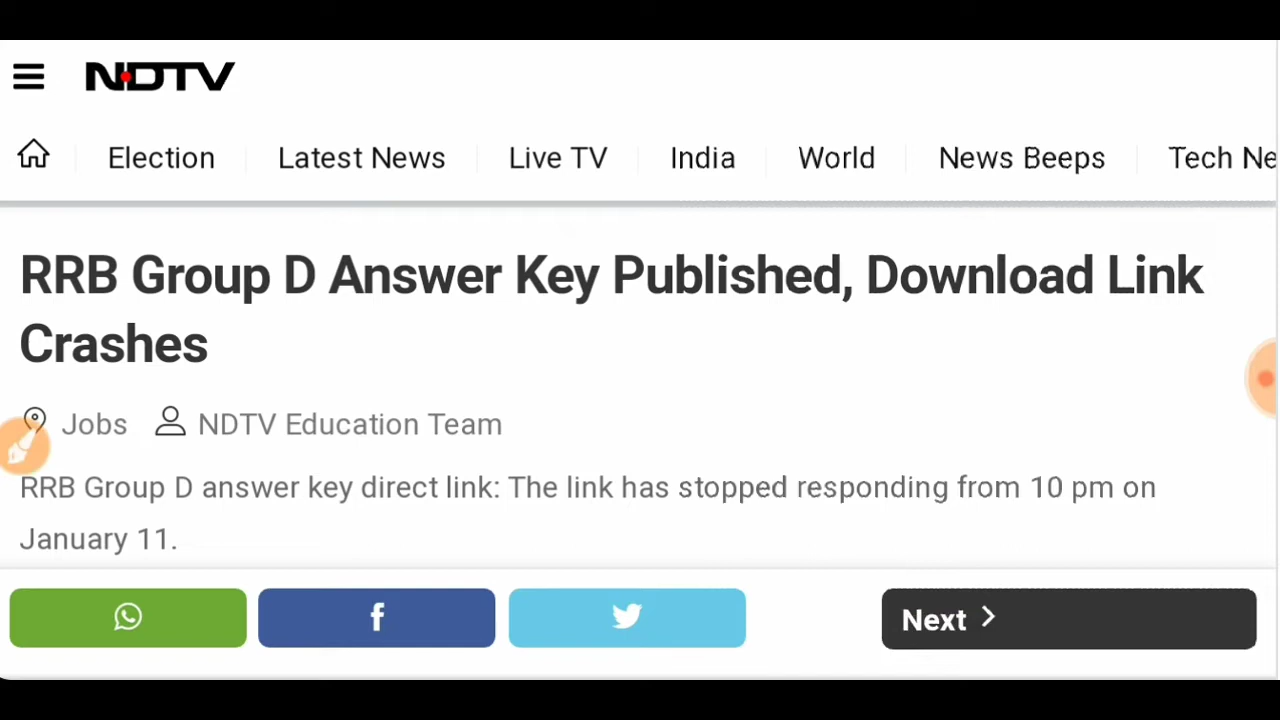 NDTV
Election Latest News Live TV India World News Beeps Tech Ne
RRB Group D Answer Key Published, Download Link
Crashes
Jobs NDTV Education Team
RRB Group D answer key direct link: The link has stopped responding from 10 pm on
January 11.
f Next